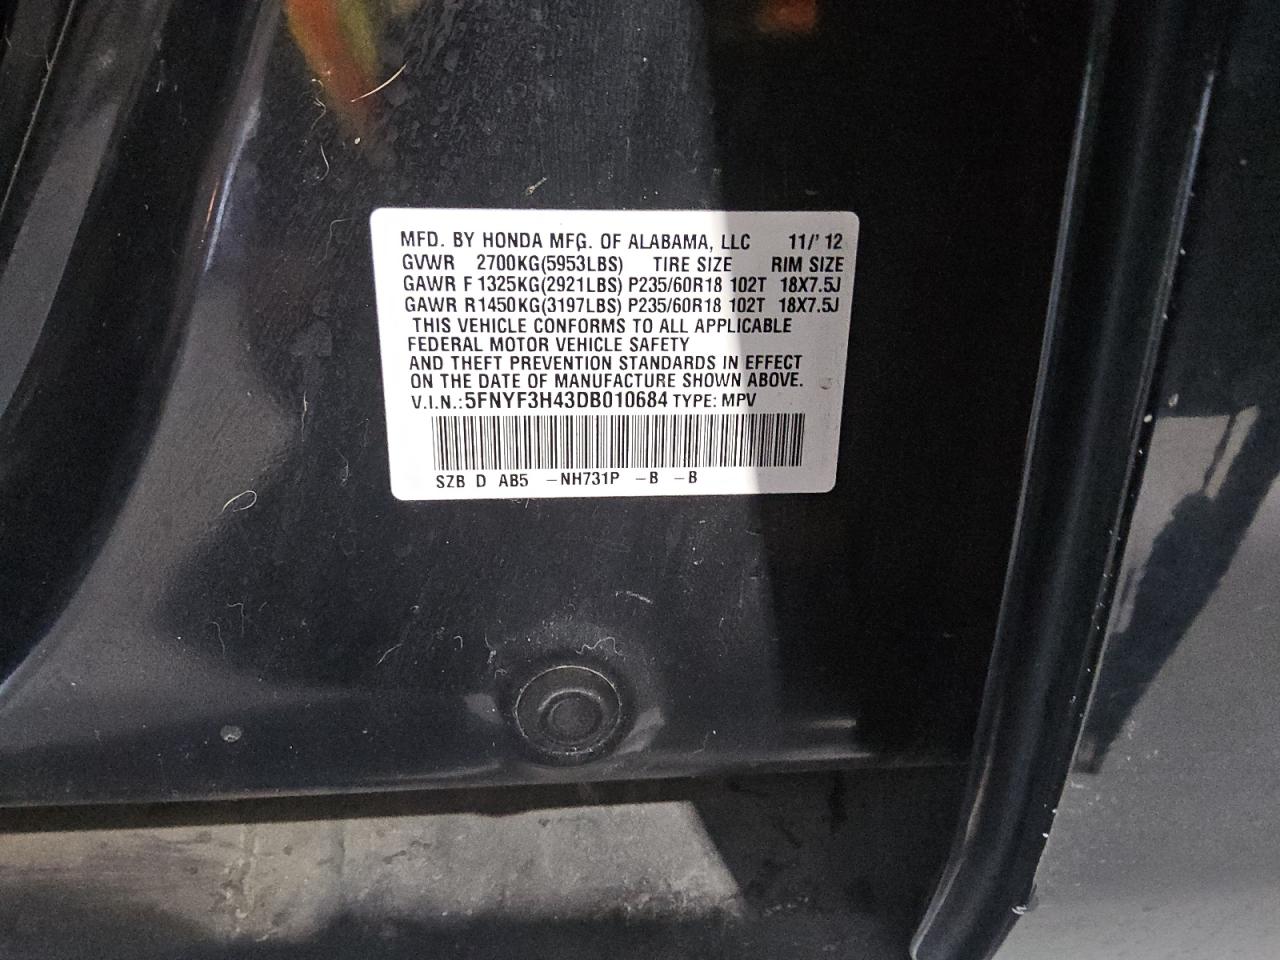 MFD. BY HONDA MFG. OF ALABAMA, LLC 11/' 12
GVWR 2700KG(5953LBS) TIRE SIZE RIM SIZE
GAWR F 1325KG(2921LBS) P235/60R18 102T 18X7.5J
GAWR R1450KG(3197LBS) P235/60R18 102T 18X7.5J
THIS VEHICLE CONFORMS TO ALL APPLICABLE
FEDERAL MOTOR VEHICLE SAFETY
AND THEFT PREVENTION STANDARDS IN EFFECT
ON THE DATE OF MANUFACTURE SHOWN ABOVE.
V.I.N.:5FNYF3H43DB010684 TYPE: MPV
SZB D AB5 -NH731P -B -B